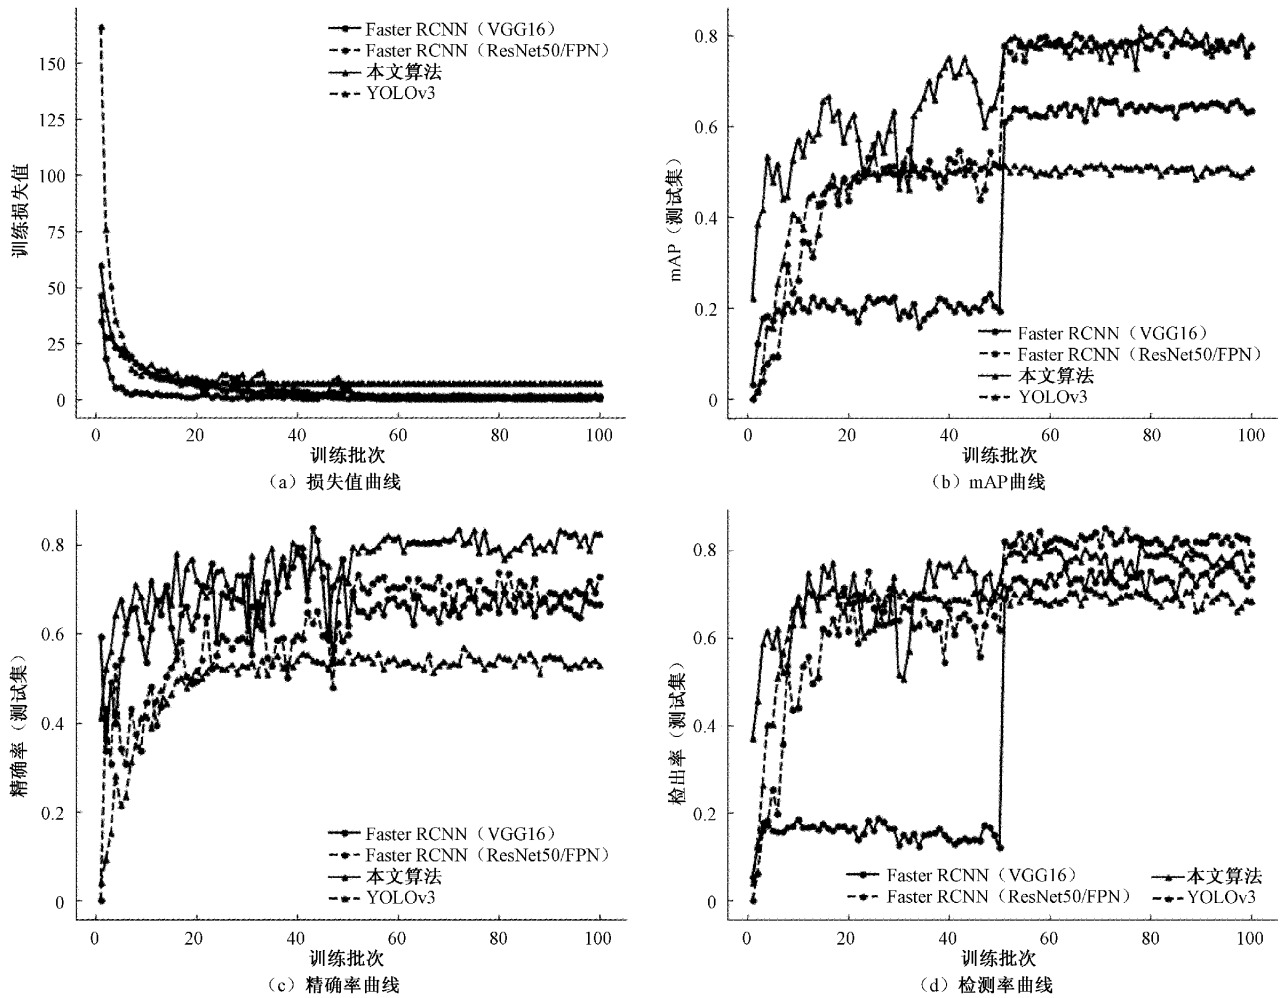 Faster RCNN（VGG16）
Faster RCNN（ResNet50/FPN）
本文算法
YOLOv3
训练损失值
150
125
100
75
50
25
0
0 20 40 60 80 100
训练批次
（a）损失值曲线
mAP（测试集）
0.8
0.6
0.4
0.2
0
Faster RCNN（VGG16）
Faster RCNN（ResNet50/FPN）
本文算法
YOLOv3
0 20 40 60 80 100
训练批次
（b）mAP曲线
精确率（测试集）
0.8
0.6
0.4
0.2
0
Faster RCNN（VGG16）
Faster RCNN（ResNet50/FPN）
本文算法
YOLOv3
0 20 40 60 80 100
训练批次
（c）精确率曲线
检出率（测试集）
0.8
0.6
0.4
0.2
0
Faster RCNN（VGG16） 本文算法
Faster RCNN（ResNet50/FPN） YOLOv3
0 20 40 60 80 100
训练批次
（d）检测率曲线